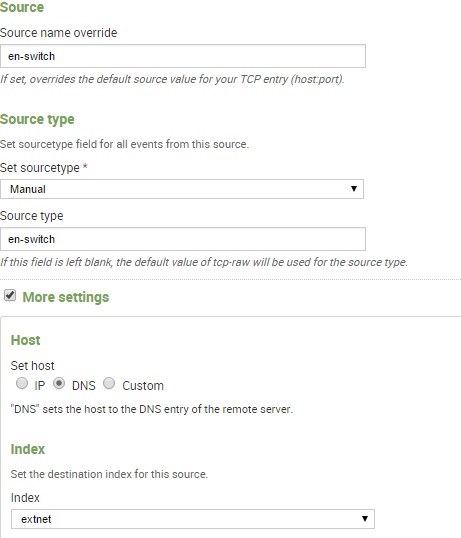 Source
Source name override
en-switch
If set, overrides the default source value for your TCP entry (host:port).
Source type
Set sourcetype field for all events from this source.
Set sourcetype *
Manual
Source type
en-switch
If this field is left blank, the default value of tcp-raw will be used for the source type.
More settings
Host
Set host
IP DNS Custom
"DNS" sets the host to the DNS entry of the remote server.
Index
Set the destination index for this source.
Index
extnet